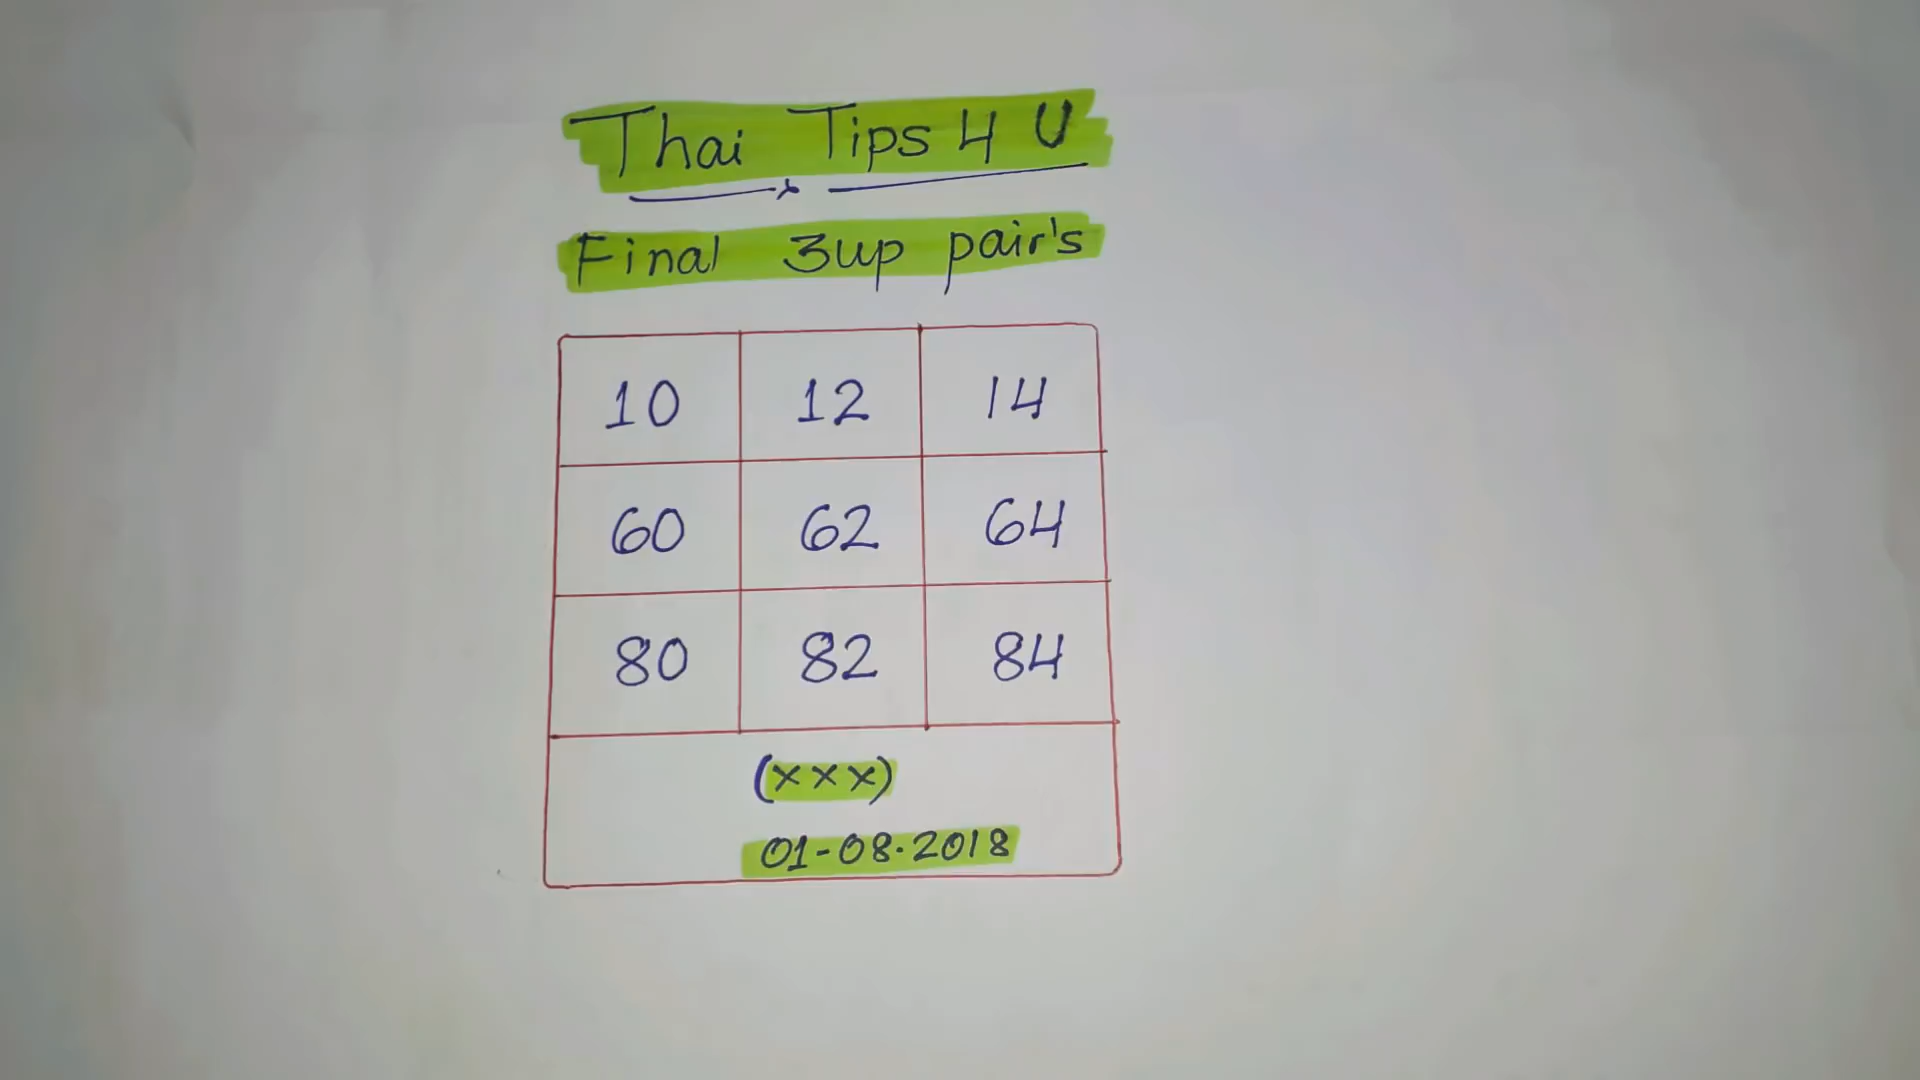 Thai Tips 4 U
Final 3up pair's
10 12 14
60 62 64
80 82 84
(xxx)
01-08.2018